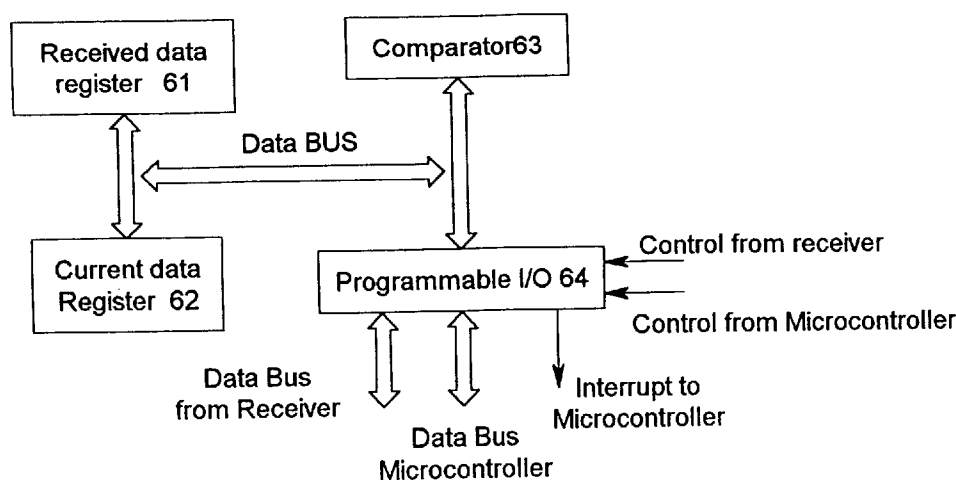 Received data
register 61
Comparator63
Data BUS
Current data
Register 62
Programmable I/O 64
Control from receiver
Control from Microcontroller
Data Bus
from Receiver
Data Bus
Microcontroller
Interrupt to
Microcontroller